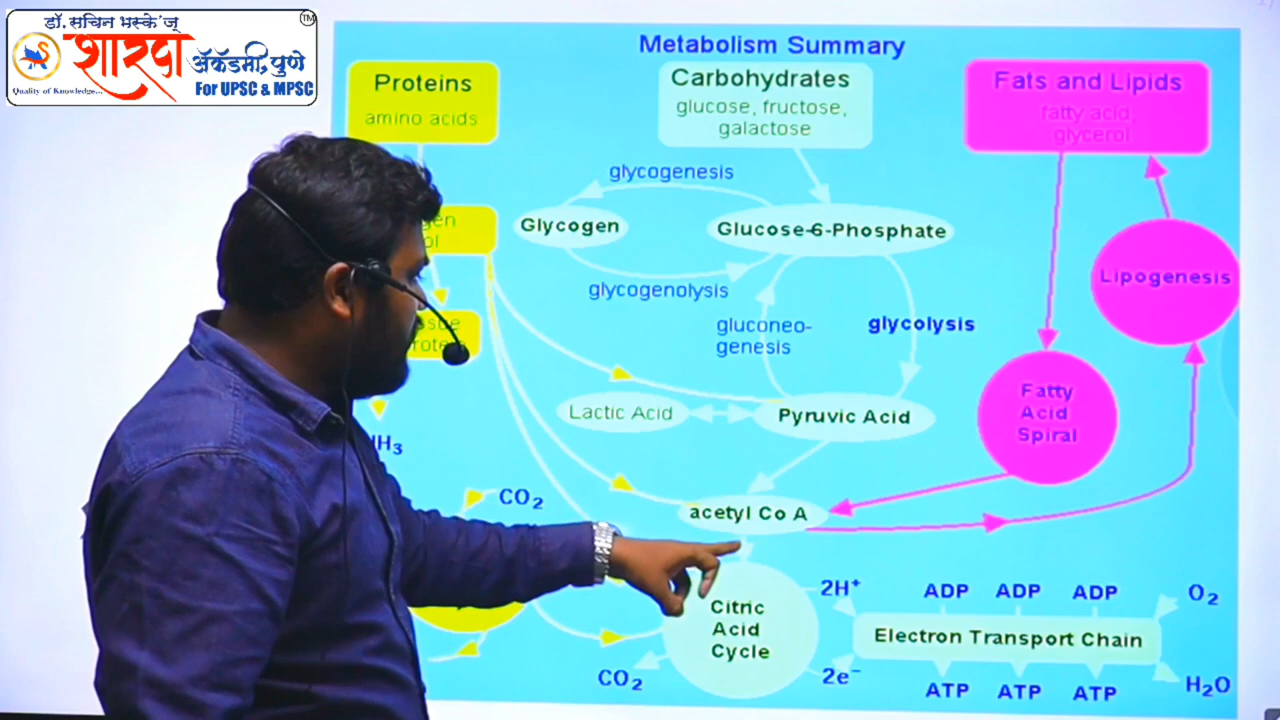 डॉ. सचिन भस्के'ज्
TM
शारदा
ॲकॅडमी, पुणे
Quality of Knowledge...
For UPSC & MPSC
Metabolism Summary
Proteins
amino acids
Carbohydrates
glucose, fructose,
galactose
Fats and Lipids
fatty acid,
glycerol
glycogenesis
Glycogen
Glucose-6-Phosphate
glycogenolysis
Lipogenesis
gluconeo-
genesis
glycolysis
Lactic Acid
Pyruvic Acid
Fatty
Acid
Spiral
CO₂
acetyl Co A
Citric
Acid
Cycle
2H⁺
ADP ADP ADP
O₂
Electron Transport Chain
CO₂
2e⁻
ATP ATP ATP
H₂O